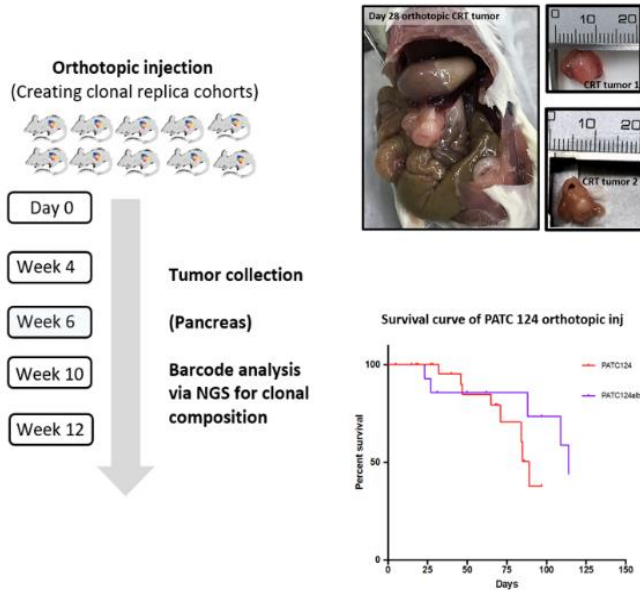 Orthotopic injection
(Creating clonal replica cohorts)
Day 0
Week 4
Week 6
Week 10
Week 12
Tumor collection
(Pancreas)
Barcode analysis
via NGS for clonal
composition
Day 28 orthotopic CRT tumor
0 10 20
CRT tumor 1
0 10 20
CRT tumor 2
Survival curve of PATC 124 orthotopic inj
PATC124
PATC124alb
Percent survival
100
50
0
0 25 50 75 100 125 150
Days